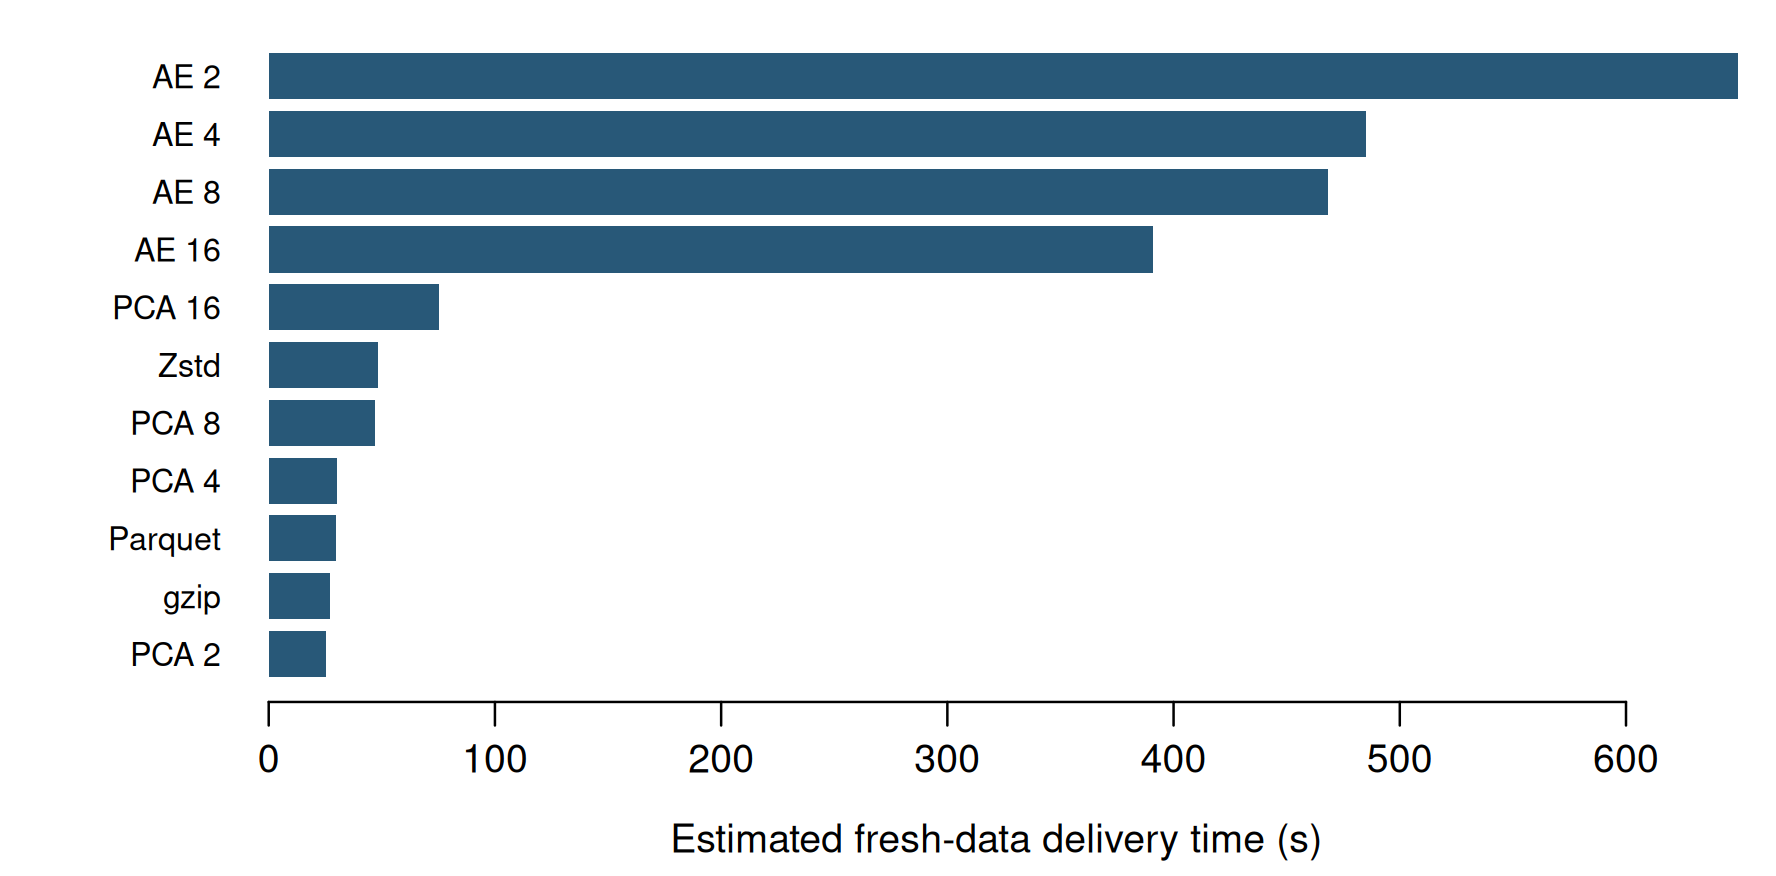 AE 2
AE 4
AE 8
AE 16
PCA 16
Zstd
PCA 8
PCA 4
Parquet
gzip
PCA 2
0 100 200 300 400 500 600
Estimated fresh-data delivery time (s)